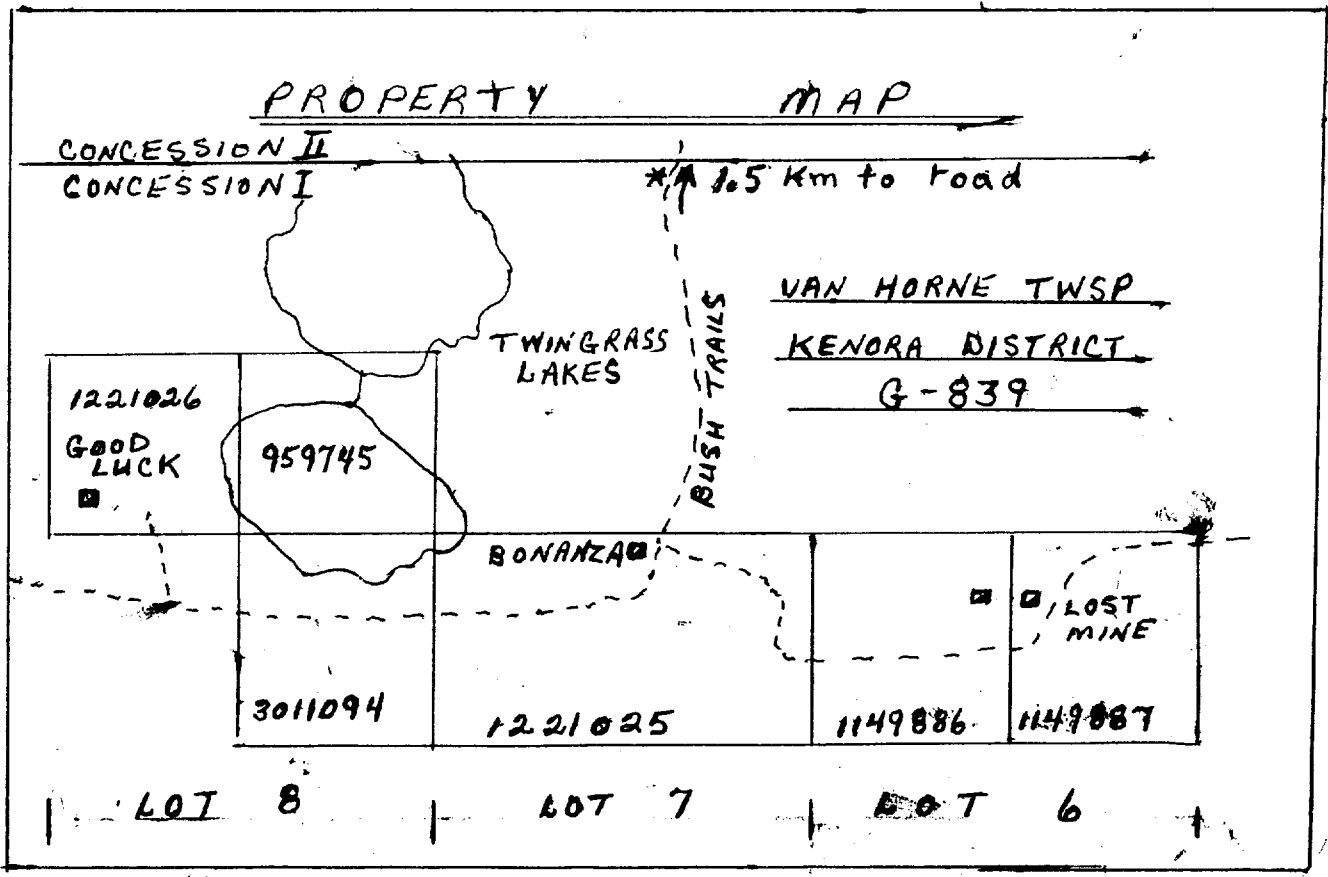 PROPERTY MAP
CONCESSION II
CONCESSION I
* 1.5 Km to road
VAN HORNE TWSP
KENORA DISTRICT
G-839
BUSH TRAILS
TWINGRASS
LAKES
1221026
GOOD
LUCK
959745
BONANZA
LOST
MINE
3011094
1221025
1149886
1149887
LOT 8
LOT 7
LOT 6